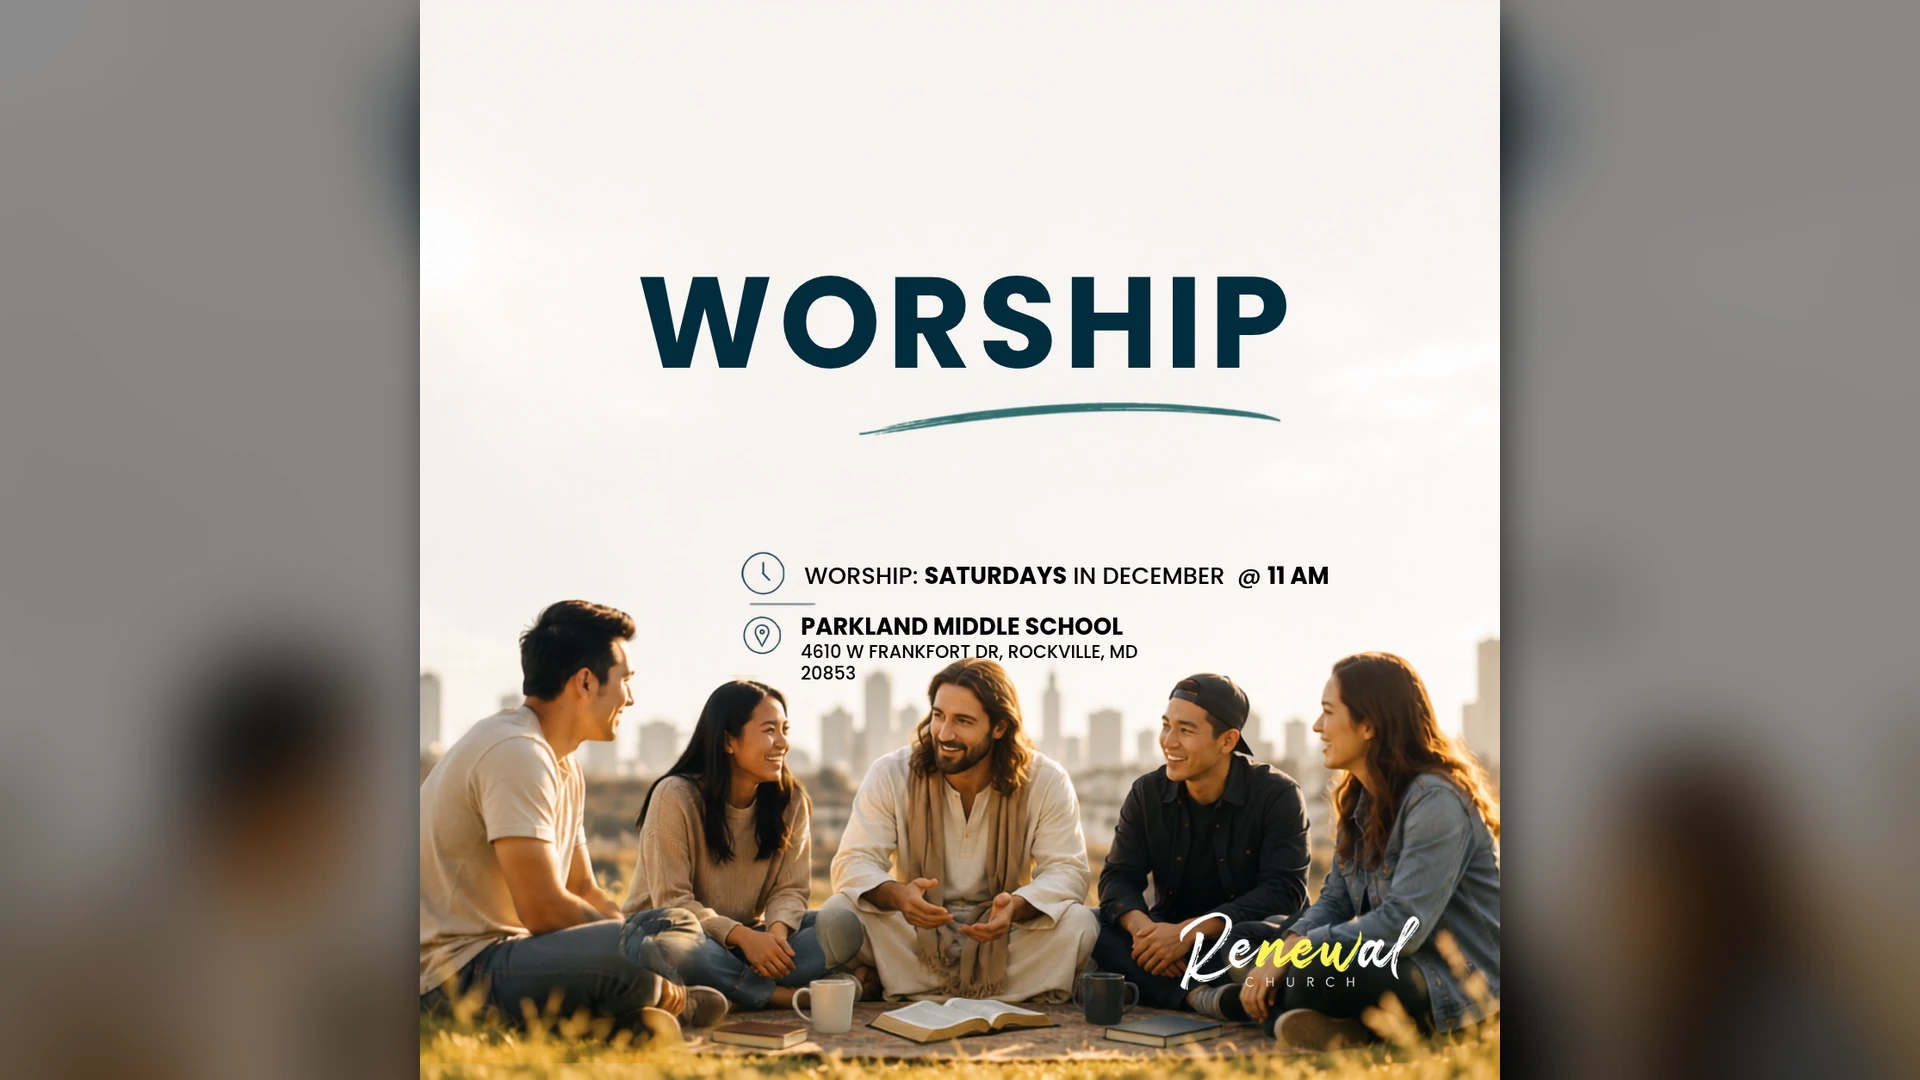 WORSHIP
WORSHIP: SATURDAYS IN DECEMBER @ 11 AM
PARKLAND MIDDLE SCHOOL
4610 W FRANKFORT DR, ROCKVILLE, MD
20853
Renewal
CHURCH